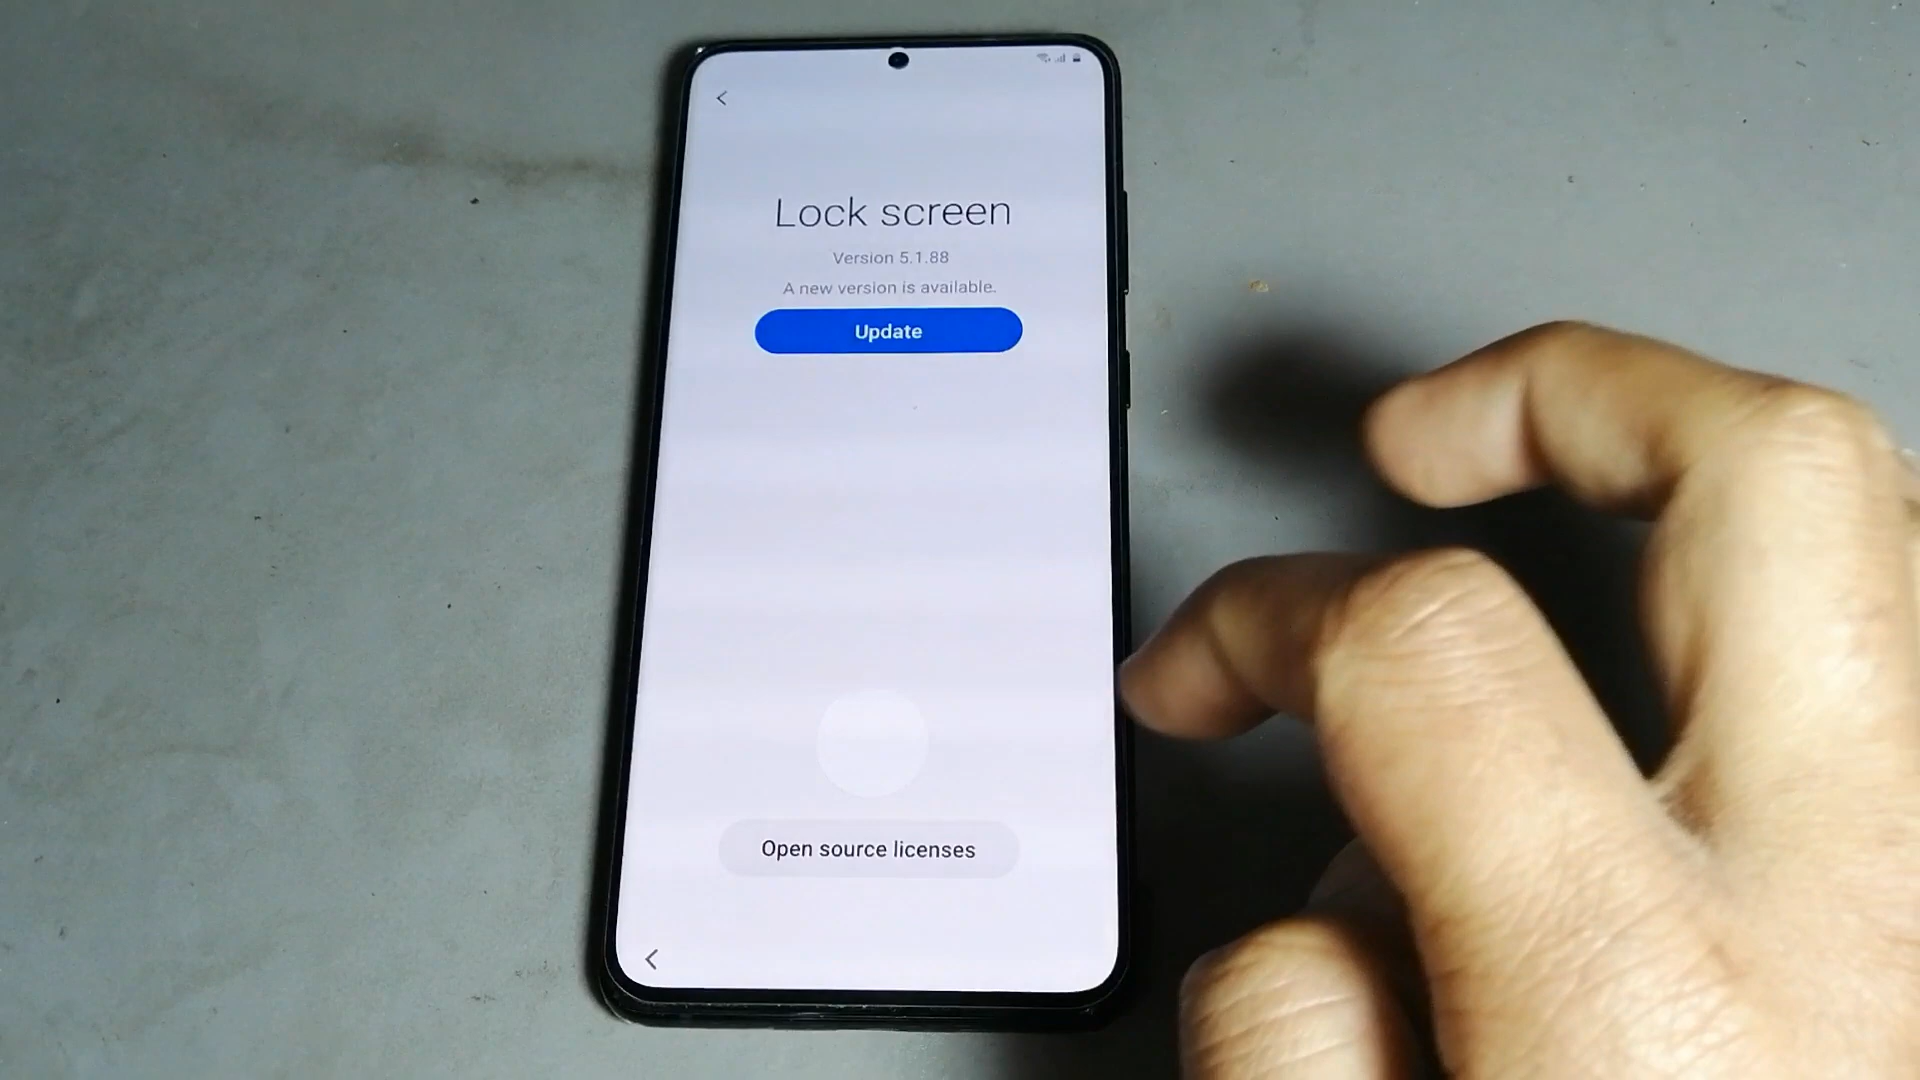 Lock screen
Version 5.1.88
A new version is available.
Update
Open source licenses